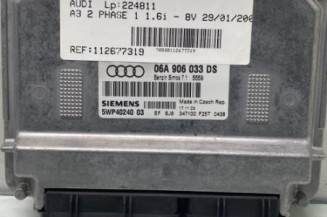 AUDI Lp:224811
A3 2 PHASE 1 1.6i - 8V 29/01/200
REF:112677319
06A 906 033 DS
Benzin Simos 7.1 5559
SIEMENS
Made in Czech Rep.
5WP40240 03